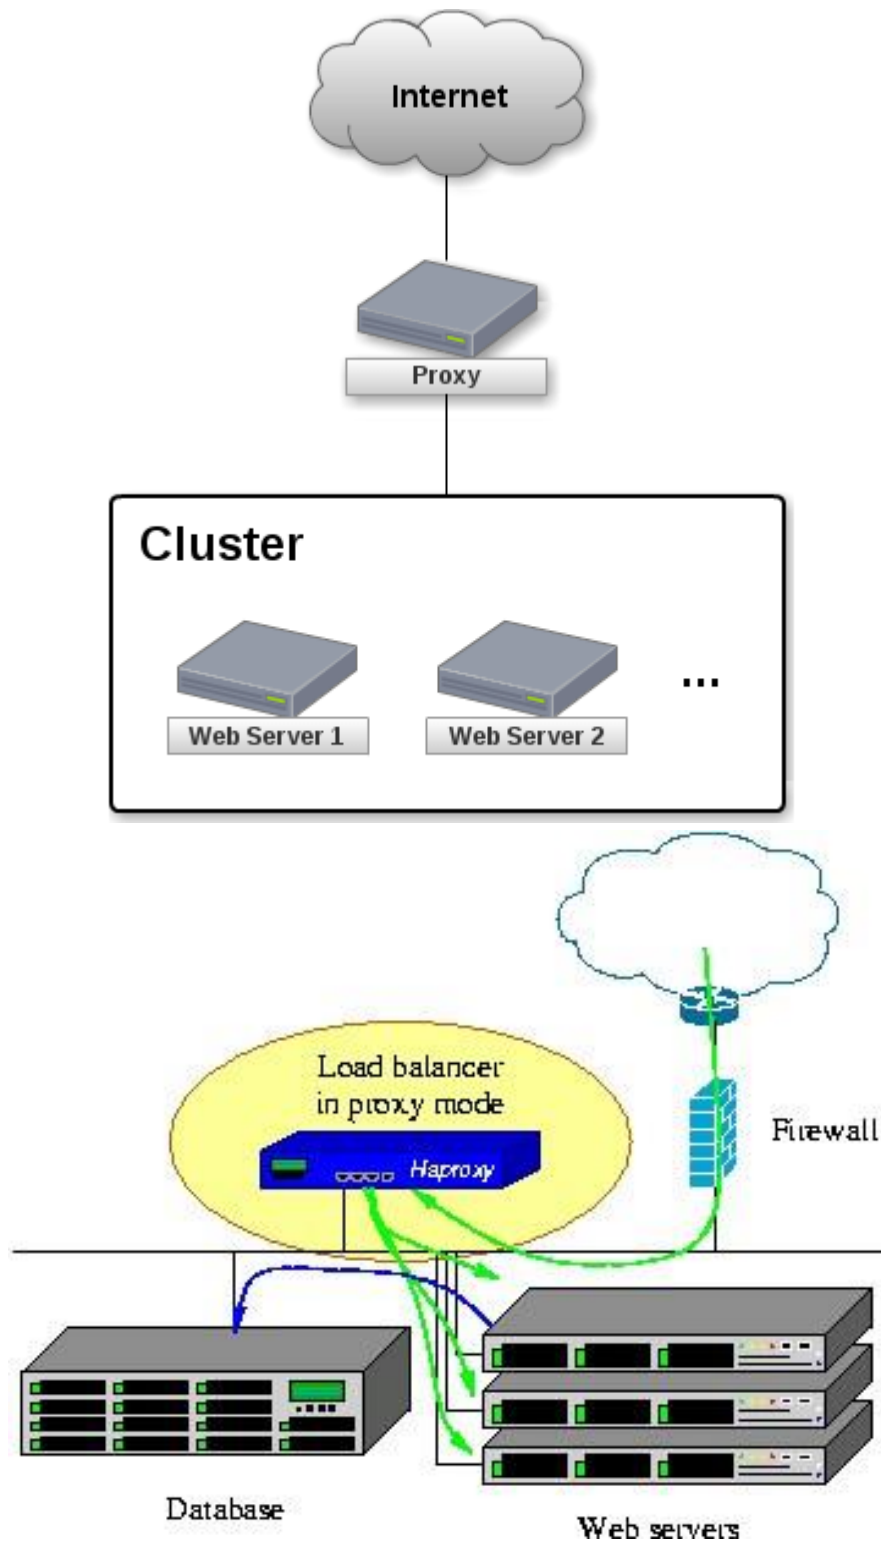 Internet
Proxy
Cluster
...
Web Server 1
Web Server 2
Load balancer
in proxy mode
Haproxy
Firewall
Database
Web servers